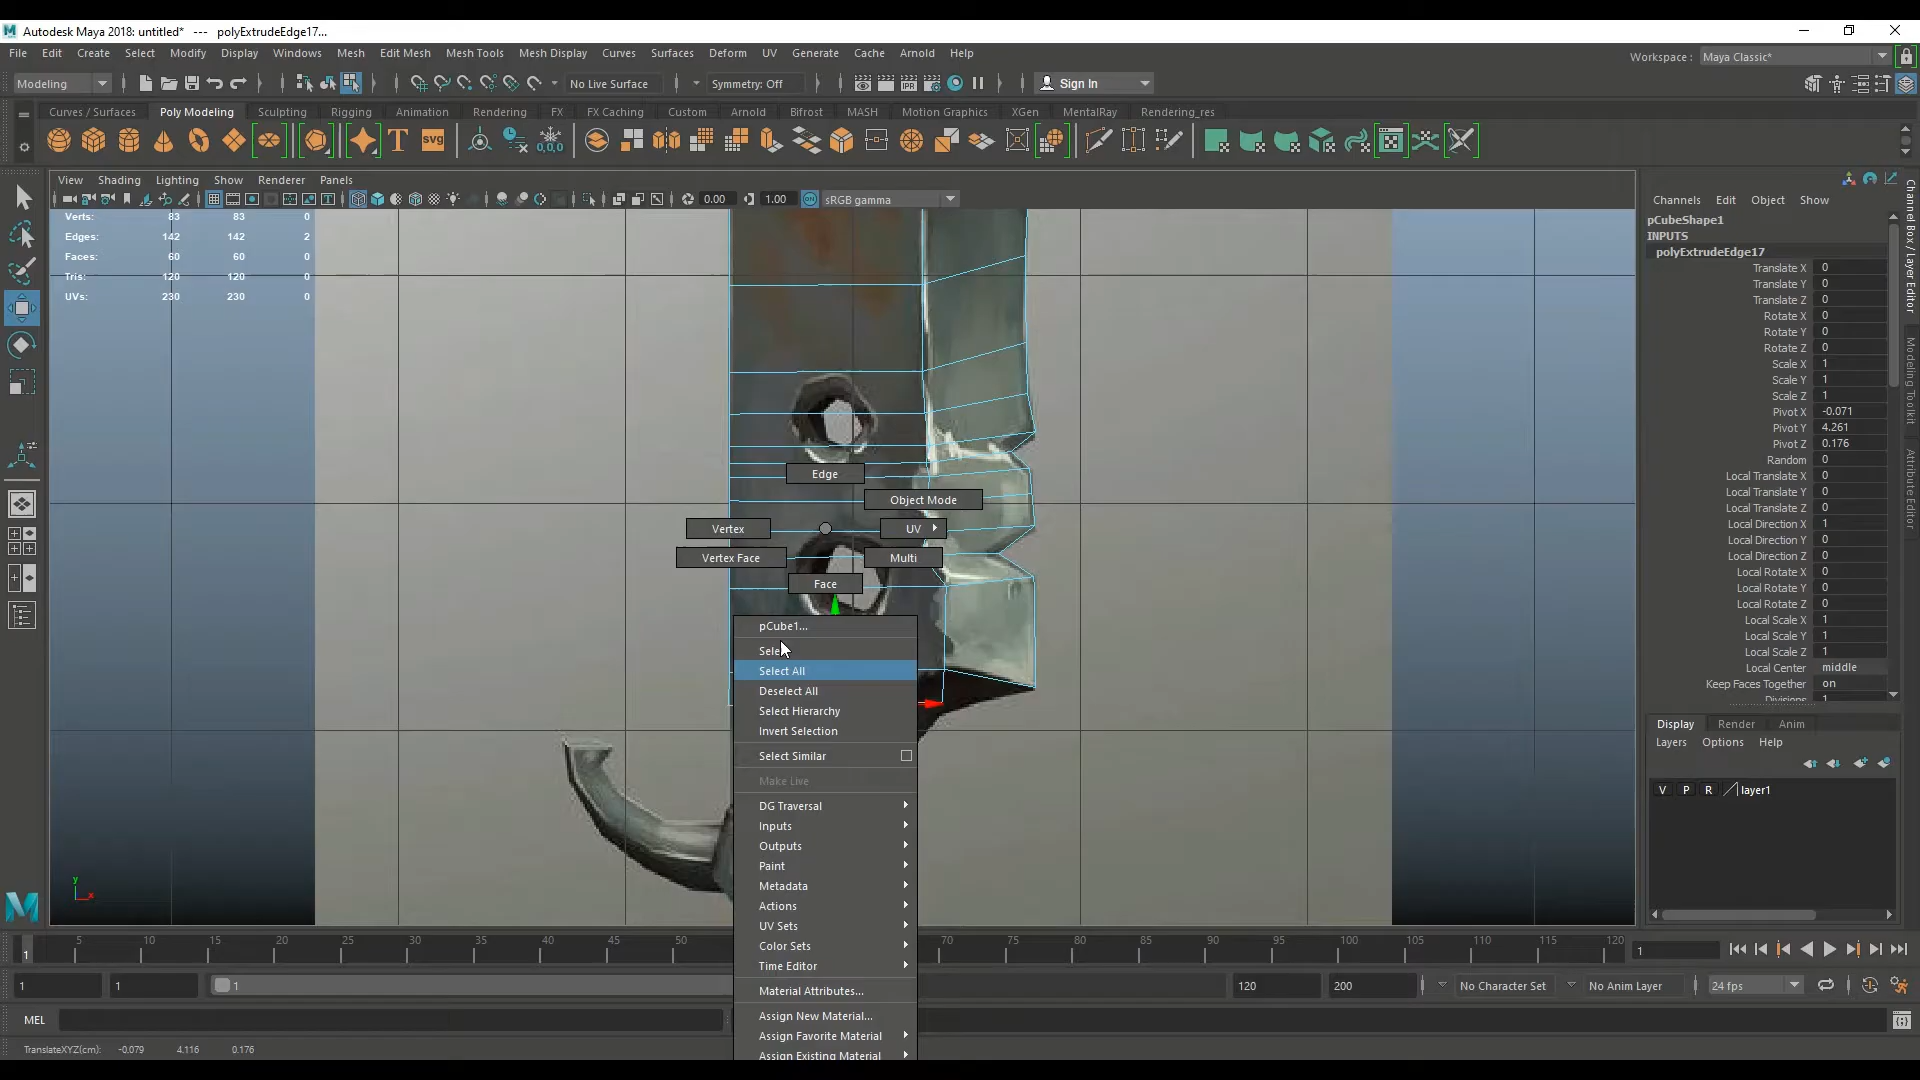 Autodesk Maya 2018: untitled* --- polyExtrudeEdge17...
File Edit Create Select Modify Display Windows Mesh Edit Mesh Mesh Tools Mesh Display Curves Surfaces Deform UV Generate Cache Arnold Help
Workspace : Maya Classic*
Modeling No Live Surface Symmetry: Off Sign In
Curves / Surfaces Poly Modeling Sculpting Rigging Animation Rendering FX FX Caching Custom Arnold Bifrost MASH Motion Graphics XGen MentalRay Rendering_res
View Shading Lighting Show Renderer Panels
0.00 1.00 sRGB gamma
Verts: 83 83 0
Edges: 142 142 2
Faces: 60 60 0
Tris: 120 120 0
UVs: 230 230 0
Edge
Object Mode
Vertex UV
Vertex Face Multi
Face
pCube1...
Select
Select All
Deselect All
Select Hierarchy
Invert Selection
Select Similar
Make Live
DG Traversal
Inputs
Outputs
Paint
Metadata
Actions
UV Sets
Color Sets
Time Editor
Material Attributes...
Assign New Material...
Assign Favorite Material
Assign Existing Material
y
x
Channels Edit Object Show
pCubeShape1
INPUTS
polyExtrudeEdge17
Translate X 0
Translate Y 0
Translate Z 0
Rotate X 0
Rotate Y 0
Rotate Z 0
Scale X 1
Scale Y 1
Scale Z 1
Pivot X -0.071
Pivot Y 4.261
Pivot Z 0.176
Random 0
Local Translate X 0
Local Translate Y 0
Local Translate Z 0
Local Direction X 1
Local Direction Y 0
Local Direction Z 0
Local Rotate X 0
Local Rotate Y 0
Local Rotate Z 0
Local Scale X 1
Local Scale Y 1
Local Scale Z 1
Local Center middle
Keep Faces Together on
Divisions 1
Display Render Anim
Layers Options Help
V P R layer1
Channel Box / Layer Editor
Modeling Toolkit
Attribute Editor
5 10 15 20 25 30 35 40 45 50 70 75 80 85 90 95 100 105 110 115 120
1 1
1 1 1 120 200 No Character Set No Anim Layer 24 fps
MEL
TranslateXYZ(cm): -0.079 4.116 0.176